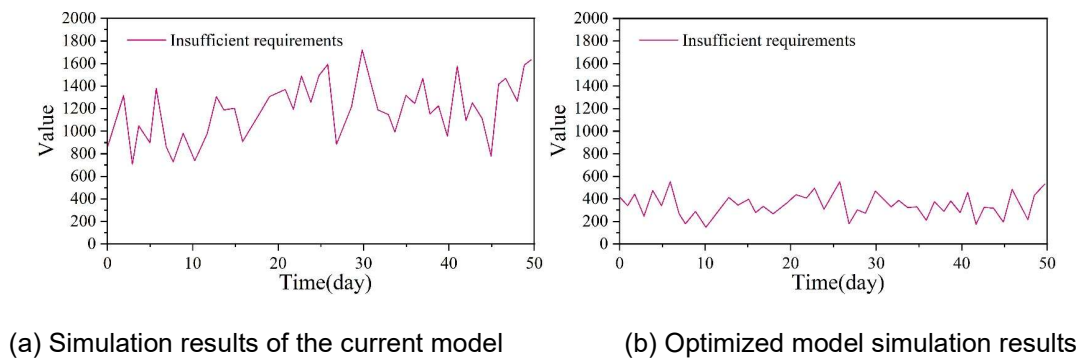 2000
1800
1600
1400
1200
1000
800
600
400
200
0
Value
Insufficient requirements
0 10 20 30 40 50
Time(day)
(a) Simulation results of the current model
2000
1800
1600
1400
1200
1000
800
600
400
200
0
Value
Insufficient requirements
0 10 20 30 40 50
Time(day)
(b) Optimized model simulation results